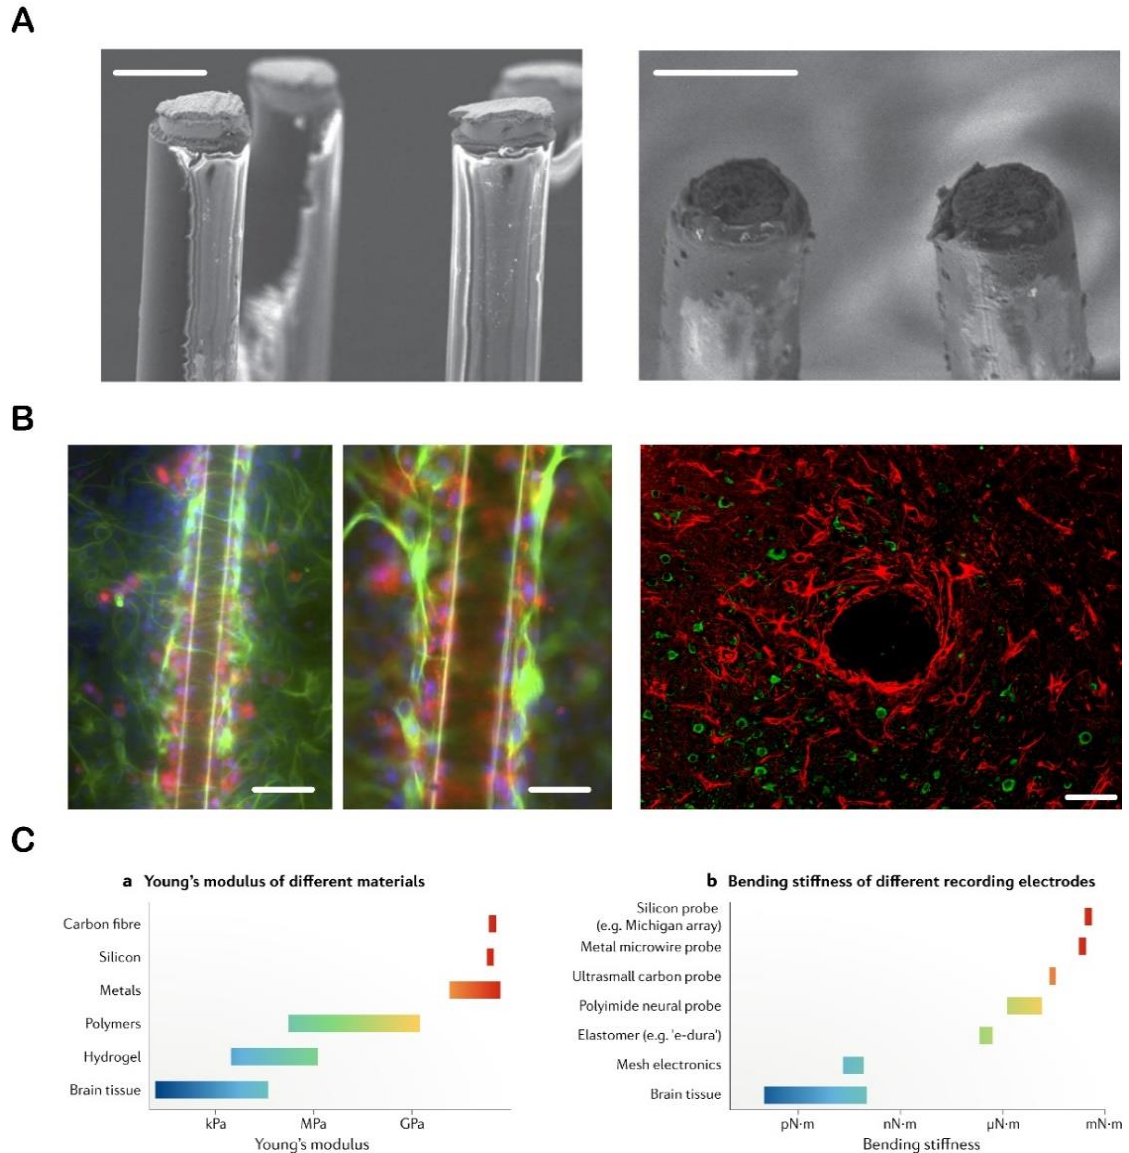 A
B
C
a Young's modulus of different materials
Carbon fibre
Silicon
Metals
Polymers
Hydrogel
Brain tissue
kPa MPa GPa
Young's modulus
b Bending stiffness of different recording electrodes
Silicon probe
(e.g. Michigan array)
Metal microwire probe
Ultrasmall carbon probe
Polyimide neural probe
Elastomer (e.g. 'e-dura')
Mesh electronics
Brain tissue
pN·m nN·m µN·m mN·m
Bending stiffness